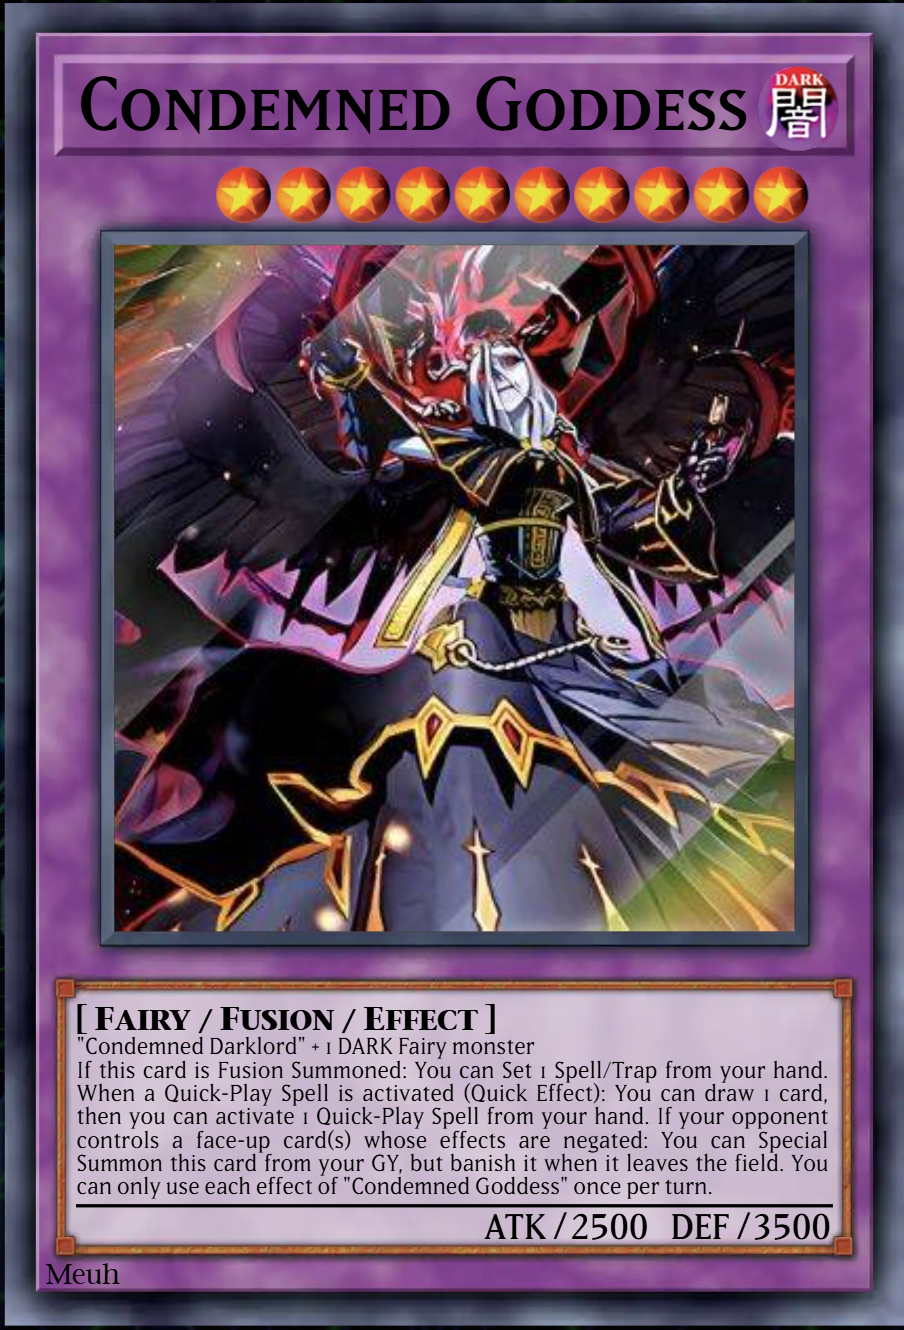 Condemned Goddess
DARK
闇
[ Fairy / Fusion / Effect ]
"Condemned Darklord" + 1 DARK Fairy monster
If this card is Fusion Summoned: You can Set 1 Spell/Trap from your hand.
When a Quick-Play Spell is activated (Quick Effect): You can draw 1 card,
then you can activate 1 Quick-Play Spell from your hand. If your opponent
controls a face-up card(s) whose effects are negated: You can Special
Summon this card from your GY, but banish it when it leaves the field. You
can only use each effect of "Condemned Goddess" once per turn.
ATK/2500 DEF/3500
Meuh